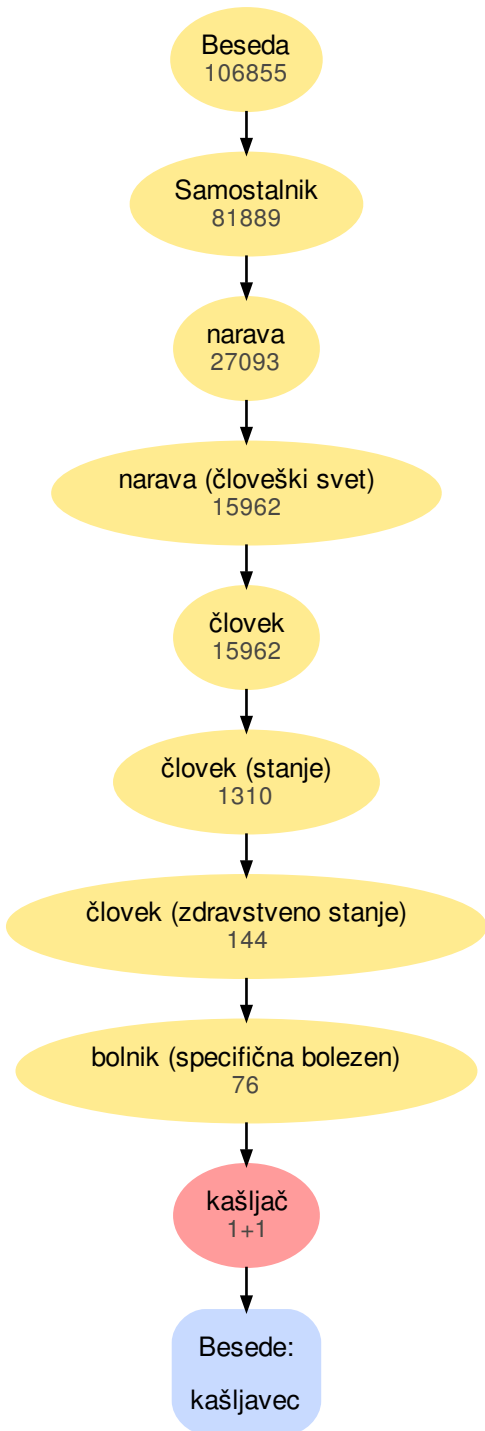 Beseda
106855
Samostalnik
81889
narava
27093
narava (človeški svet)
15962
človek
15962
človek (stanje)
1310
človek (zdravstveno stanje)
144
bolnik (specifična bolezen)
76
kašljač
1+1
Besede:
kašljavec